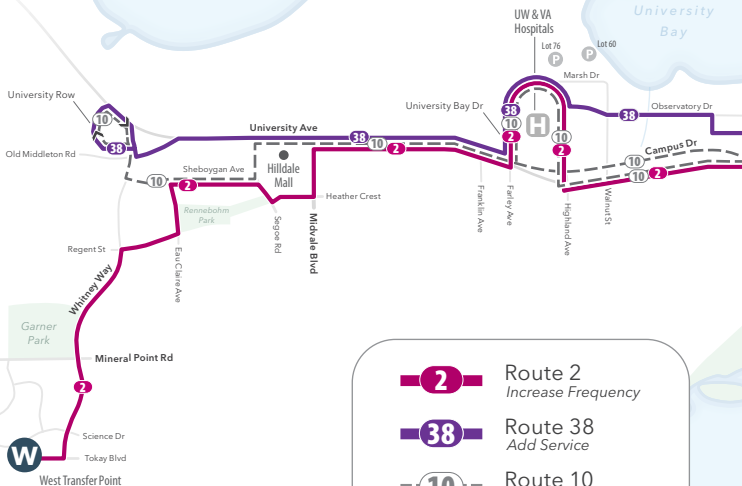 UW & VA
Hospitals
University
Bay
Lot 76
P
P
Lot 60
Marsh Dr
University Row
10
38
University Bay Dr
38
10
2
H
10
2
38
Observatory Dr
University Ave
38
10
2
Old Middleton Rd
38
Sheboygan Ave
10
2
Hilldale
Mall
Campus Dr
10
10
2
Heather Crest
Rennebohm
Park
Segoe Rd
Midvale Blvd
Franklin Ave
Farley Ave
Highland Ave
Walnut St
Regent St
Eau Claire Ave
Whitney Way
Garner
Park
Mineral Point Rd
2
Science Dr
W
Tokay Blvd
West Transfer Point
2
Route 2
Increase Frequency
38
Route 38
Add Service
10
Route 10